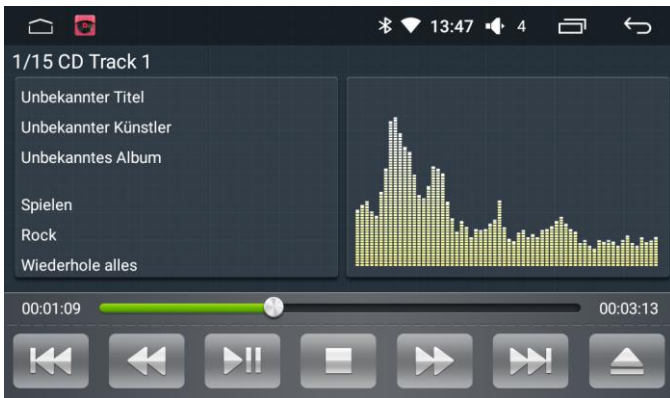 13:47 4
1/15 CD Track 1
Unbekannter Titel
Unbekannter Künstler
Unbekanntes Album
Spielen
Rock
Wiederhole alles
00:01:09 00:03:13